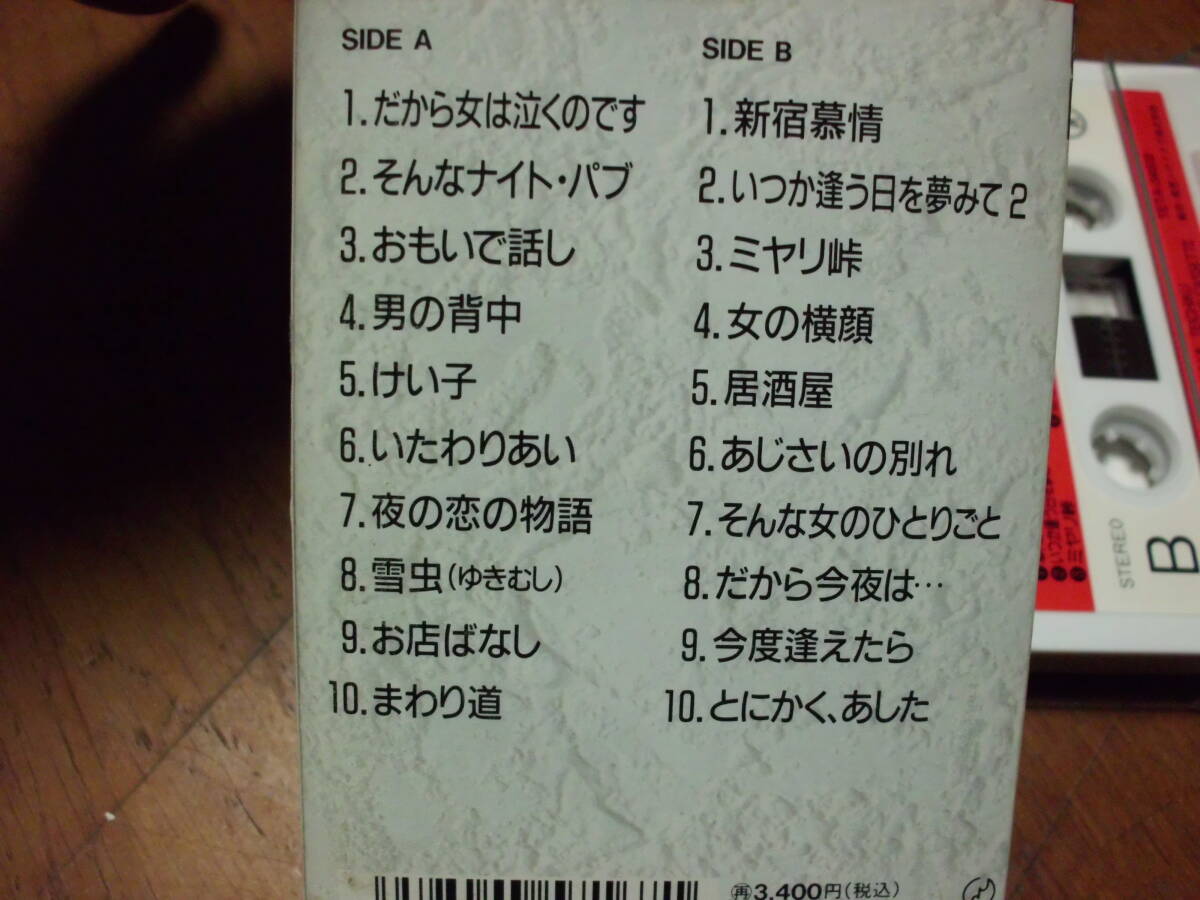 SIDE A
1.だから女は泣くのです
2.そんなナイト・パブ
3.おもいで話し
4.男の背中
5.けい子
6.いたわりあい
7.夜の恋の物語
8.雪虫(ゆきむし)
9.お店ばなし
10.まわり道
SIDE B
1.新宿慕情
2.いつか逢う日を夢みて2
3.ミヤリ峠
4.女の横顔
5.居酒屋
6.あじさいの別れ
7.そんな女のひとりごと
8.だから今夜は…
9.今度逢えたら
10.とにかく、あした
再3,400円(税込)
STEREO
B